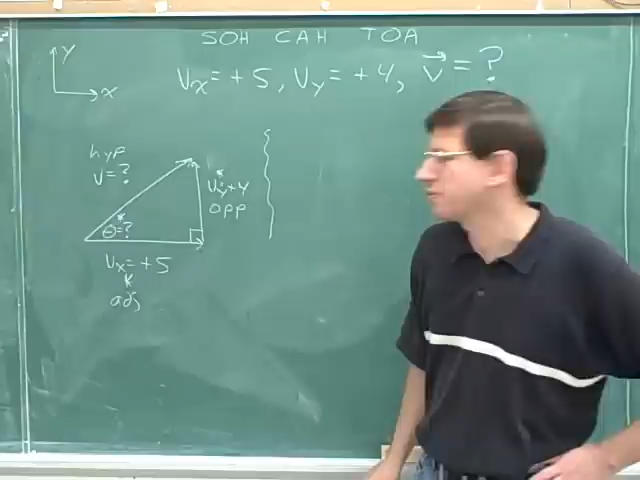 SOH CAH TOA
Vx = +5, Vy = +4, v⃗ = ?
y
x
hyp
v = ?
Vy = +4
opp
θ = ?
Vx = +5
adj